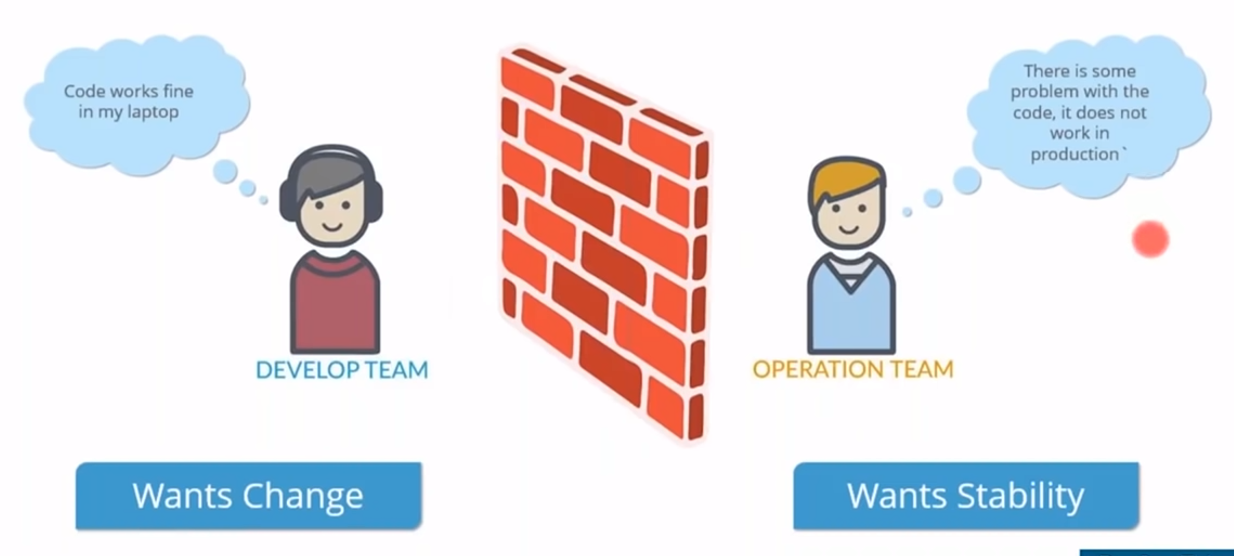 Code works fine
in my laptop
There is some
problem with the
code, it does not
work in
production`
DEVELOP TEAM
OPERATION TEAM
Wants Change
Wants Stability